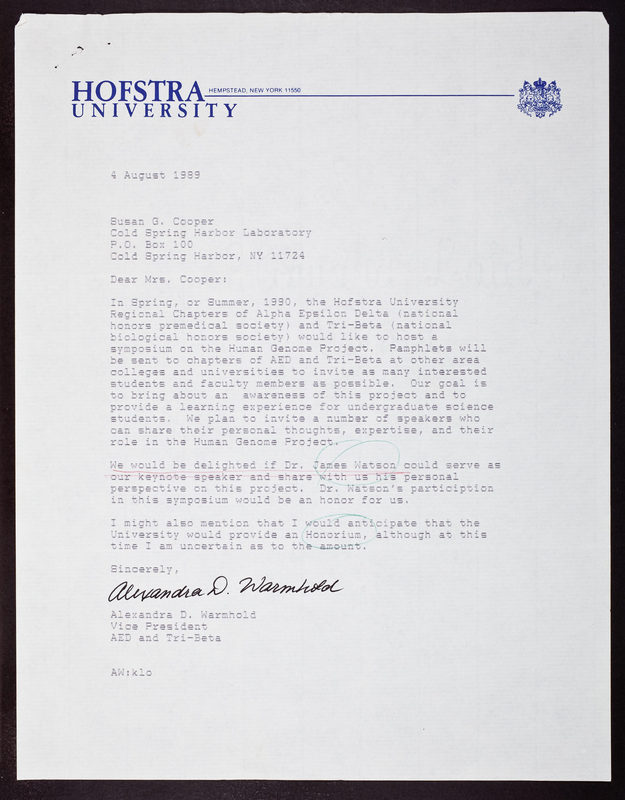 HOFSTRA HEMPSTEAD, NEW YORK 11550
UNIVERSITY
4 August 1989
Susan G. Cooper
Cold Spring Harbor Laboratory
P.O. Box 100
Cold Spring Harbor, NY 11724
Dear Mrs. Cooper:
In Spring, or Summer, 1990, the Hofstra University
Regional Chapters of Alpha Epsilon Delta (national
honors premedical society) and Tri-Beta (national
biological honors society) would like to host a
symposium on the Human Genome Project. Pamphlets will
be sent to chapters of AED and Tri-Beta at other area
colleges and universities to invite as many interested
students and faculty members as possible. Our goal is
to bring about an awareness of this project and to
provide a learning experience for undergraduate science
students. We plan to invite a number of speakers who
can share their personal thoughts, expertise, and their
role in the Human Genome Project.
We would be delighted if Dr. James Watson could serve as
our keynote speaker and share with us his personal
perspective on this project. Dr. Watson's participtION
in this symposium would be an honor for us.
I might also mention that I would anticipate that the
University would provide an Honorium, although at this
time I am uncertain as to the amount.
Sincerely,
Alexandra D. Warmhold
Alexandra D. Warmhold
Vice President
AED and Tri-Beta
AW:klo